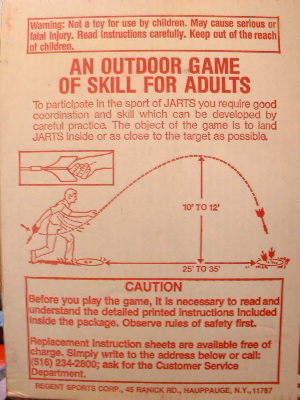 Warning: Not a toy for use by children. May cause serious or
fatal injury. Read instructions carefully. Keep out of the reach
of children.
AN OUTDOOR GAME
OF SKILL FOR ADULTS
To participate in the sport of JARTS you require good
coordination and skill which can be developed by
careful practice. The object of the game is to land
JARTS inside or as close to the target as possible.
10' TO 12'
25' TO 35'
CAUTION
Before you play the game, it is necessary to read and
understand the detailed printed instructions included
inside the package. Observe rules of safety first.
Replacement instruction sheets are available free of
charge. Simply write to the address below or call:
(516) 234-2800; ask for the Customer Service
Department.
REGENT SPORTS CORP., 45 RANICK RD., HAUPPAUGE, N.Y., 11787